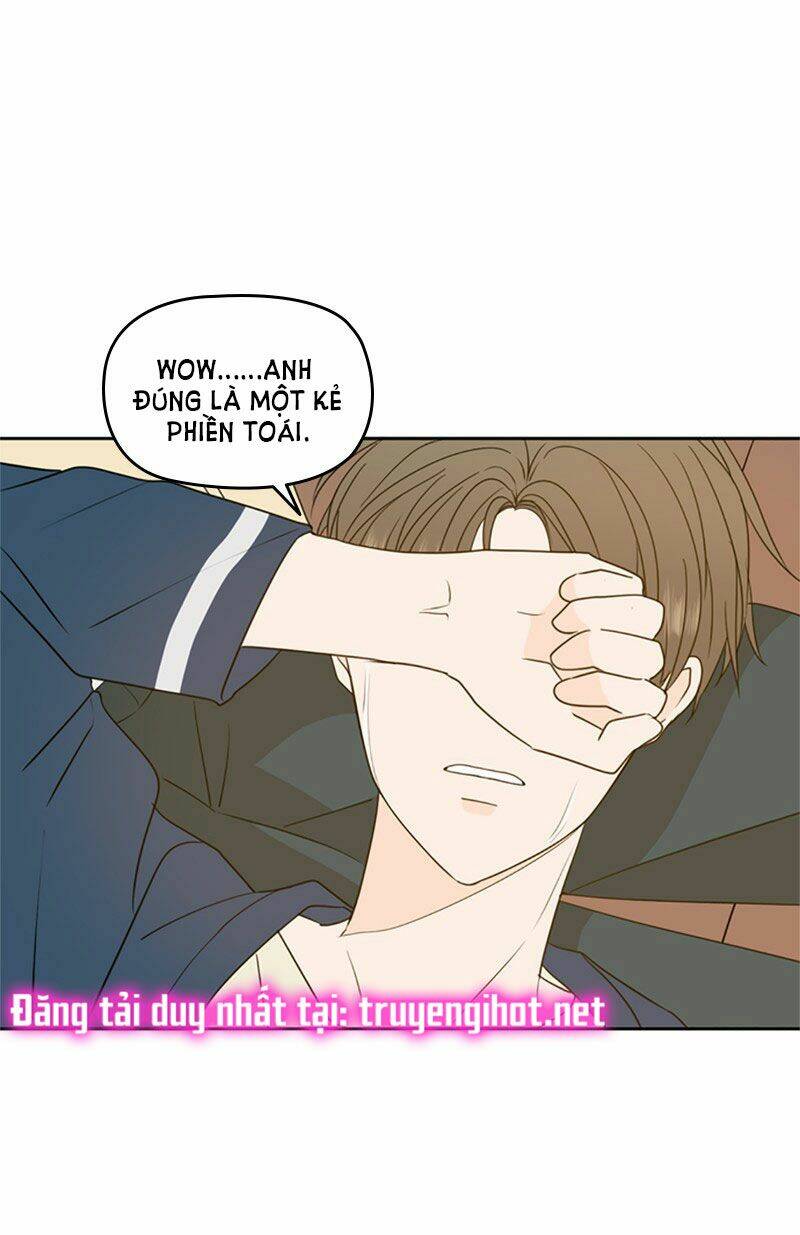 WOW......ANH
ĐÚNG LÀ MỘT KẺ
PHIỀN TOÁI.
Đăng tải duy nhất tại: truyengihot.net